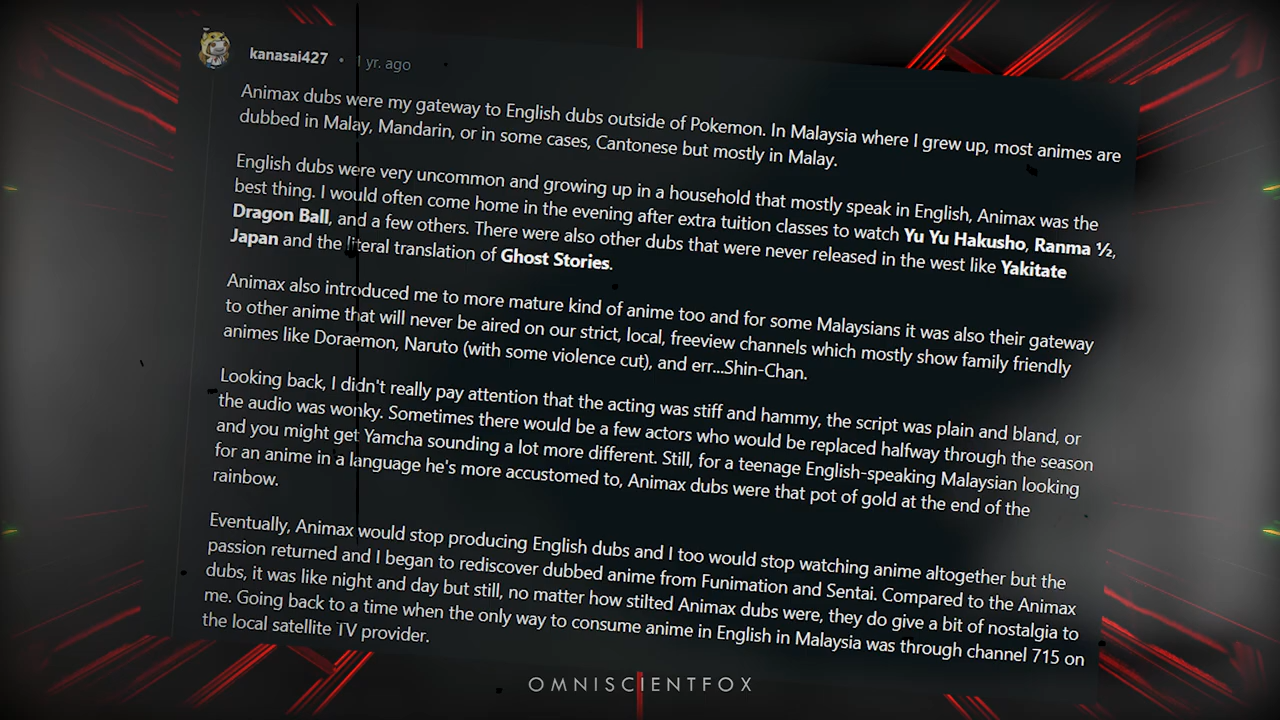 kanasai427 • 1 yr. ago
Animax dubs were my gateway to English dubs outside of Pokemon. In Malaysia where I grew up, most animes are
dubbed in Malay, Mandarin, or in some cases, Cantonese but mostly in Malay.
English dubs were very uncommon and growing up in a household that mostly speak in English, Animax was the
best thing. I would often come home in the evening after extra tuition classes to watch Yu Yu Hakusho, Ranma ½,
Dragon Ball, and a few others. There were also other dubs that were never released in the west like Yakitate
Japan and the literal translation of Ghost Stories.
Animax also introduced me to more mature kind of anime too and for some Malaysians it was also their gateway
to other anime that will never be aired on our strict, local, freeview channels which mostly show family friendly
animes like Doraemon, Naruto (with some violence cut), and err...Shin-Chan.
Looking back, I didn't really pay attention that the acting was stiff and hammy, the script was plain and bland, or
the audio was wonky. Sometimes there would be a few actors who would be replaced halfway through the season
and you might get Yamcha sounding a lot more different. Still, for a teenage English-speaking Malaysian looking
for an anime in a language he's more accustomed to, Animax dubs were that pot of gold at the end of the
rainbow.
Eventually, Animax would stop producing English dubs and I too would stop watching anime altogether but the
passion returned and I began to rediscover dubbed anime from Funimation and Sentai. Compared to the Animax
dubs, it was like night and day but still, no matter how stilted Animax dubs were, they do give a bit of nostalgia to
me. Going back to a time when the only way to consume anime in English in Malaysia was through channel 715 on
the local satellite TV provider.
OMNISCIENTFOX